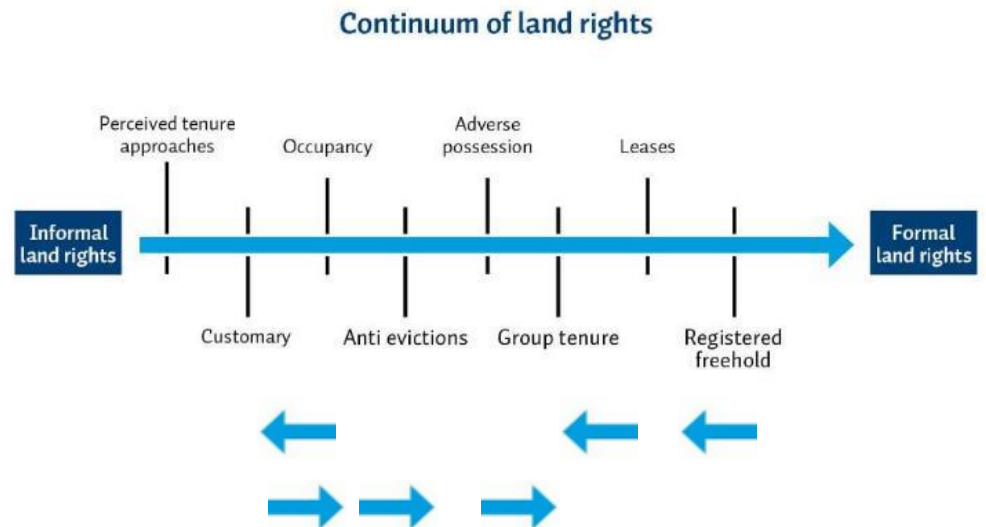 Continuum of land rights
Perceived tenure
approaches
Occupancy
Adverse
possession
Leases
Informal
land rights
Formal
land rights
Customary
Anti evictions
Group tenure
Registered
freehold